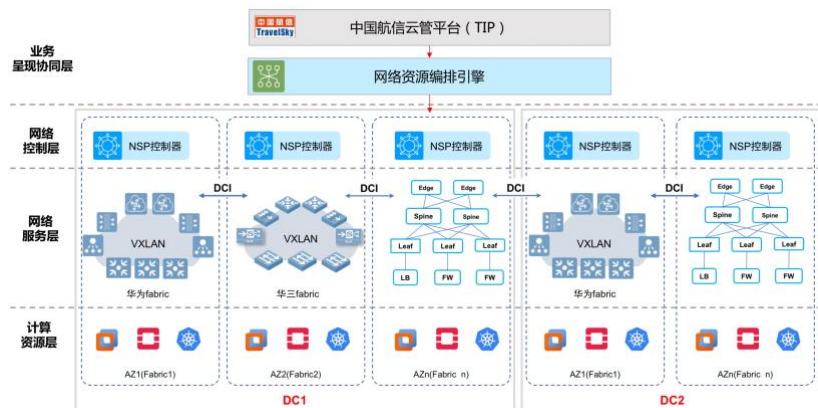 中国航信
TravelSky
中国航信云管平台（TIP）
业务
呈现协同层
网络资源编排引擎
网络
控制层
NSP控制器
NSP控制器
NSP控制器
NSP控制器
NSP控制器
网络
服务层
DCI
DCI
DCI
DCI
VXLAN
华为fabric
VXLAN
华三fabric
Edge Edge
Spine Spine
Leaf Leaf Leaf
LB FW FW
VXLAN
华为fabric
Edge Edge
Spine Spine
Leaf Leaf Leaf
LB FW FW
计算
资源层
AZ1(Fabric1)
AZ2(Fabric2)
AZn(Fabric n)
AZ1(Fabric1)
AZn(Fabric n)
DC1
DC2